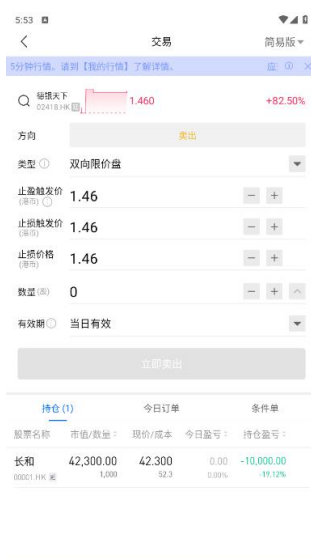 5:53
交易
简易版
5分钟行情。请到【我的行情】了解详情。
德银天下
02418.HK
1.460
+82.50%
方向
卖出
类型
双向限价盘
止盈触发价
(港币)
1.46
止损触发价
(港币)
1.46
止损价格
(港币)
1.46
数量(股)
0
有效期
当日有效
立即卖出
持仓(1) 今日订单 条件单
股票名称 市值/数量 现价/成本 今日盈亏 持仓盈亏
长和 42,300.00 42.300 0.00 -10,000.00
00001.HK 1,000 52.3 0.00% -19.12%